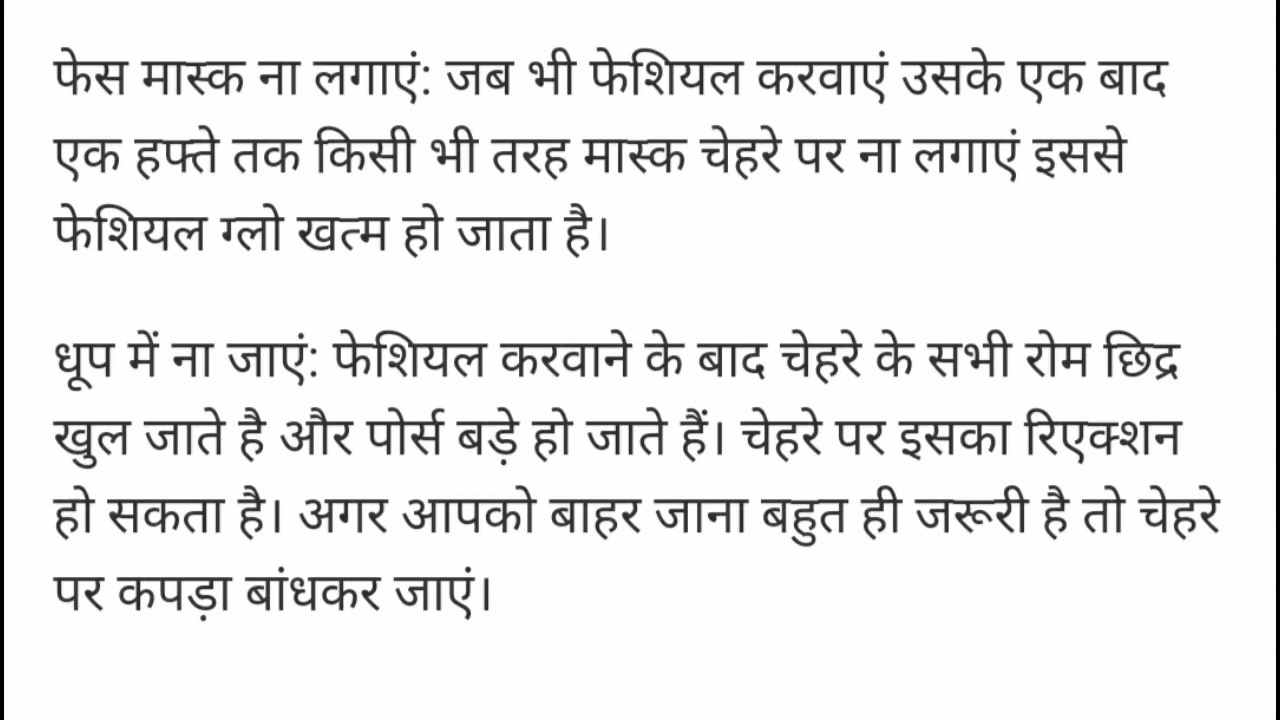 फेस मास्क ना लगाएं: जब भी फेशियल करवाएं उसके एक बाद
एक हफ्ते तक किसी भी तरह मास्क चेहरे पर ना लगाएं इससे
फेशियल ग्लो खत्म हो जाता है।
धूप में ना जाएं: फेशियल करवाने के बाद चेहरे के सभी रोम छिद्र
खुल जाते है और पोर्स बड़े हो जाते हैं। चेहरे पर इसका रिएक्शन
हो सकता है। अगर आपको बाहर जाना बहुत ही जरूरी है तो चेहरे
पर कपड़ा बांधकर जाएं।